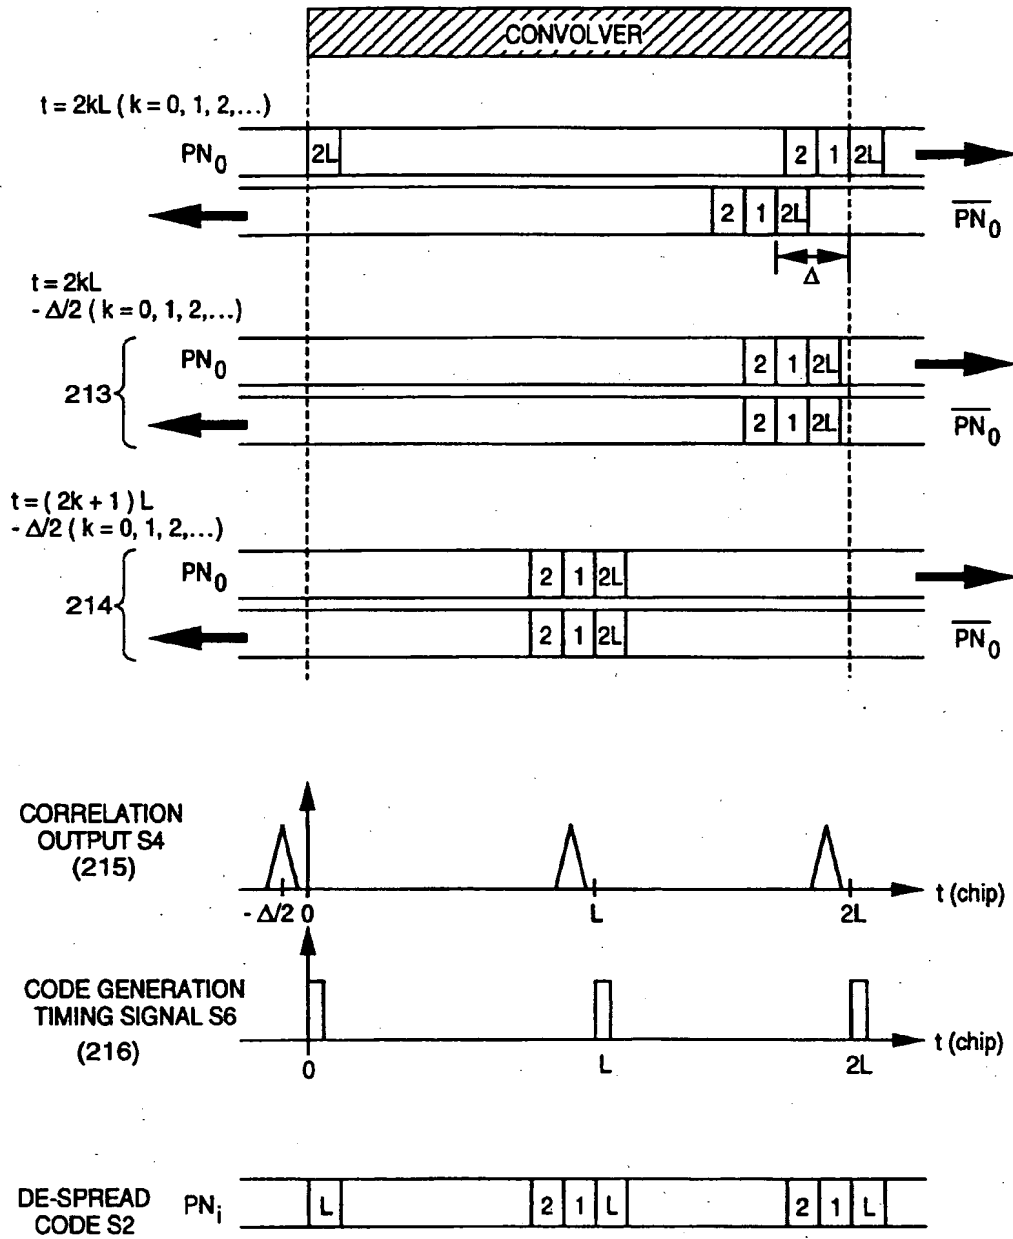 CONVOLVER
t = 2kL ( k = 0, 1, 2,...)
PN0 2L 2 1 2L
2 1 2L PN0
Δ
t = 2kL
- Δ/2 ( k = 0, 1, 2,...)
PN0 2 1 2L
213
2 1 2L PN0
t = ( 2k + 1 ) L
- Δ/2 ( k = 0, 1, 2,...)
PN0 2 1 2L
214
2 1 2L PN0
CORRELATION
OUTPUT S4
(215)
t (chip)
- Δ/2 0 L 2L
CODE GENERATION
TIMING SIGNAL S6
(216)
t (chip)
0 L 2L
DE-SPREAD
CODE S2
PNi L 2 1 L 2 1 L